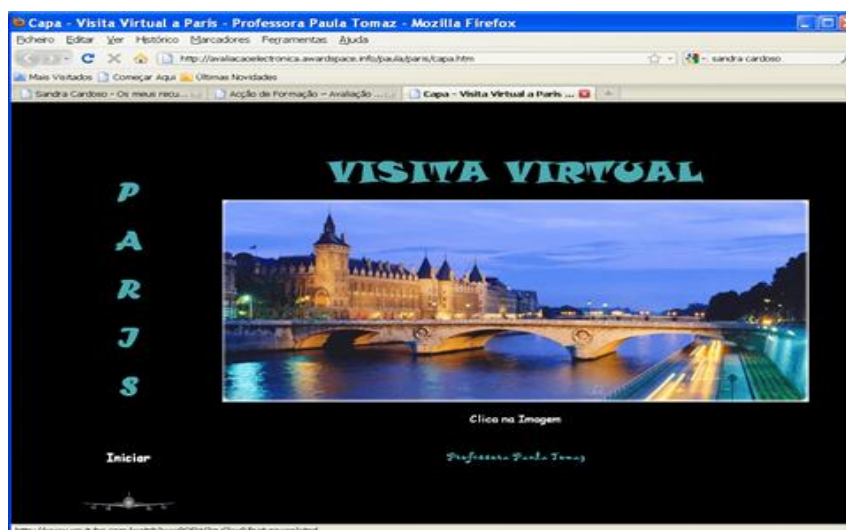 Capa - Visita Virtual a Paris - Professora Paula Tomaz - Mozilla Firefox
Ficheiro Editar Ver Histórico Marcadores Ferramentas Ajuda
http://avaliacaoelectronica.awardspace.info/paula/paris/capa.htm
sandra cardoso
Mais Visitados Começar Aqui Últimas Novidades
Sandra Cardoso - Os meus recu... Acção de Formação - Avaliação ... Capa - Visita Virtual a Paris ...
VISITA VIRTUAL
P
A
R
I
S
Clica na Imagem
Iniciar
Professora Paula Tomaz